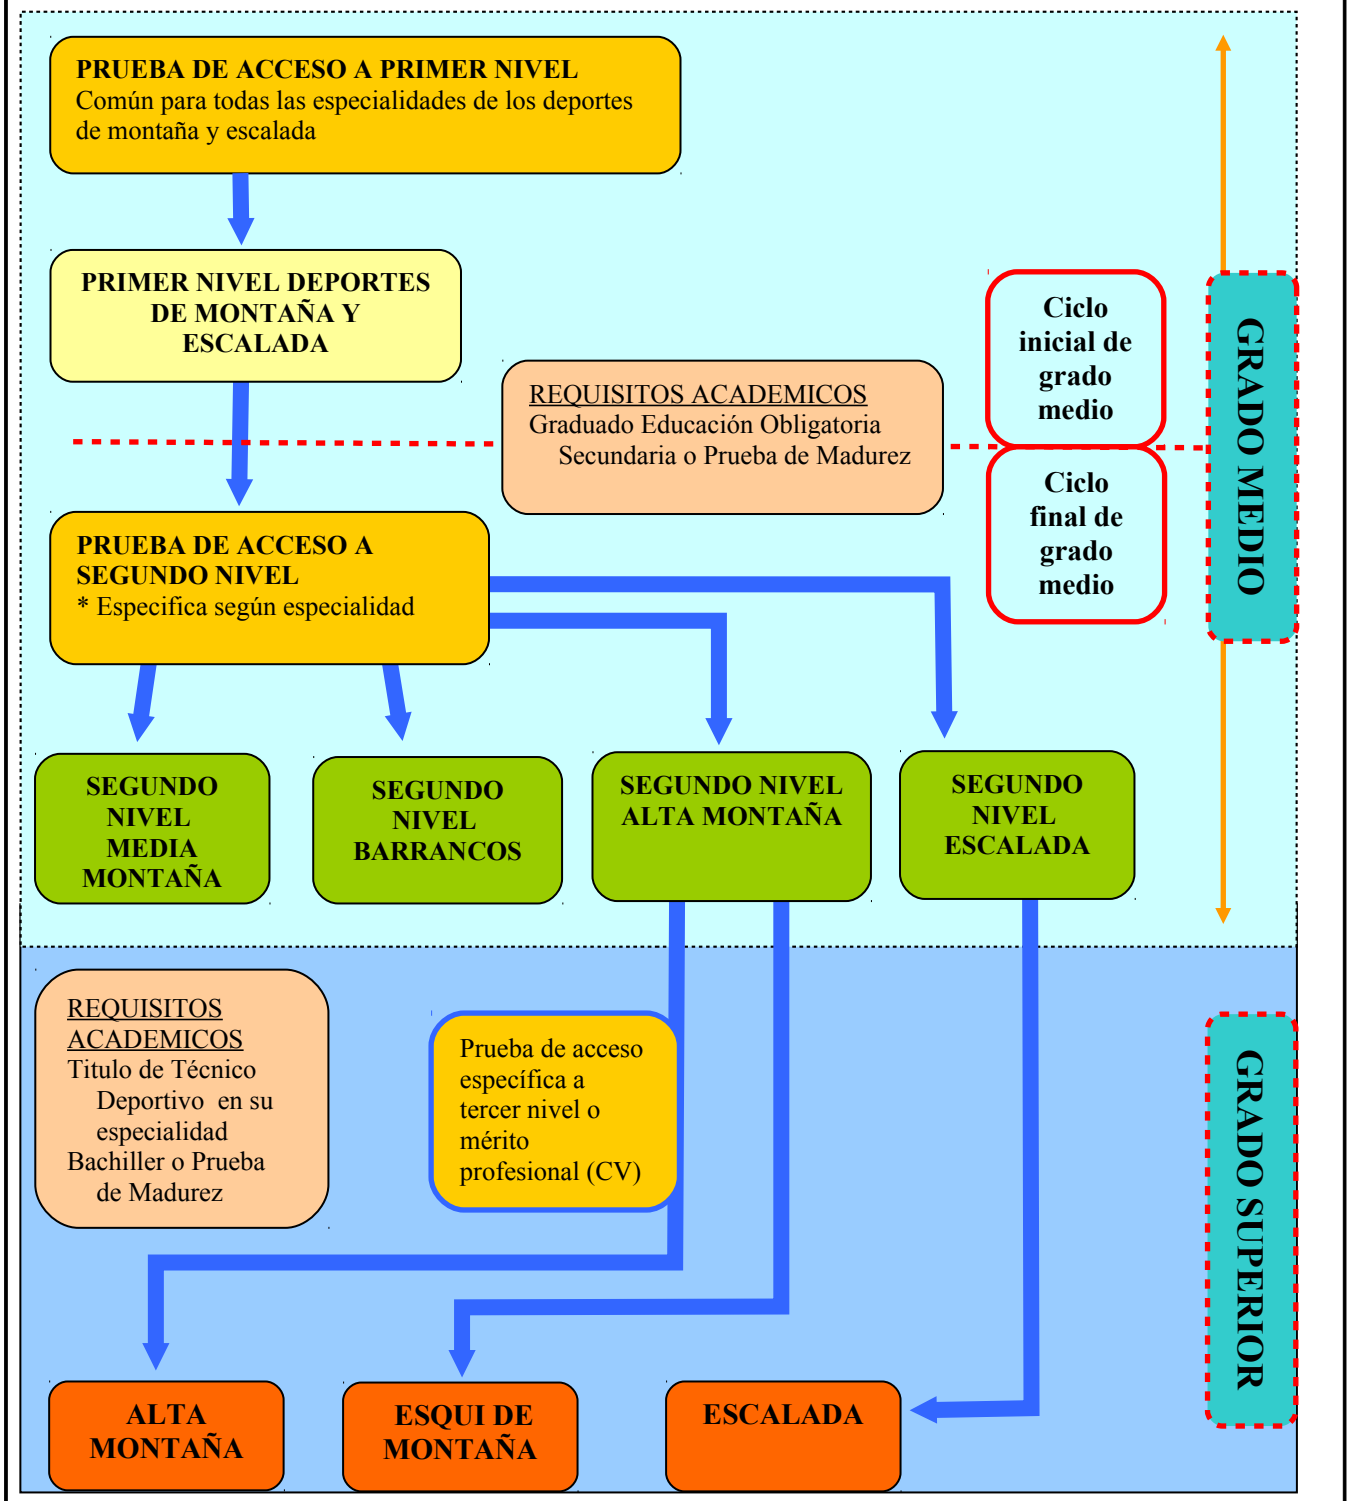 PRUEBA DE ACCESO A PRIMER NIVEL
Común para todas las especialidades de los deportes
de montaña y escalada
PRIMER NIVEL DEPORTES
DE MONTAÑA Y
ESCALADA
REQUISITOS ACADEMICOS
Graduado Educación Obligatoria
Secundaria o Prueba de Madurez
Ciclo
inicial de
grado
medio
Ciclo
final de
grado
medio
GRADO MEDIO
PRUEBA DE ACCESO A
SEGUNDO NIVEL
* Especifica según especialidad
SEGUNDO
NIVEL
MEDIA
MONTAÑA
SEGUNDO
NIVEL
BARRANCOS
SEGUNDO NIVEL
ALTA MONTAÑA
SEGUNDO
NIVEL
ESCALADA
REQUISITOS
ACADEMICOS
Titulo de Técnico
Deportivo en su
especialidad
Bachiller o Prueba
de Madurez
Prueba de acceso
específica a
tercer nivel o
mérito
profesional (CV)
GRADO SUPERIOR
ALTA
MONTAÑA
ESQUI DE
MONTAÑA
ESCALADA